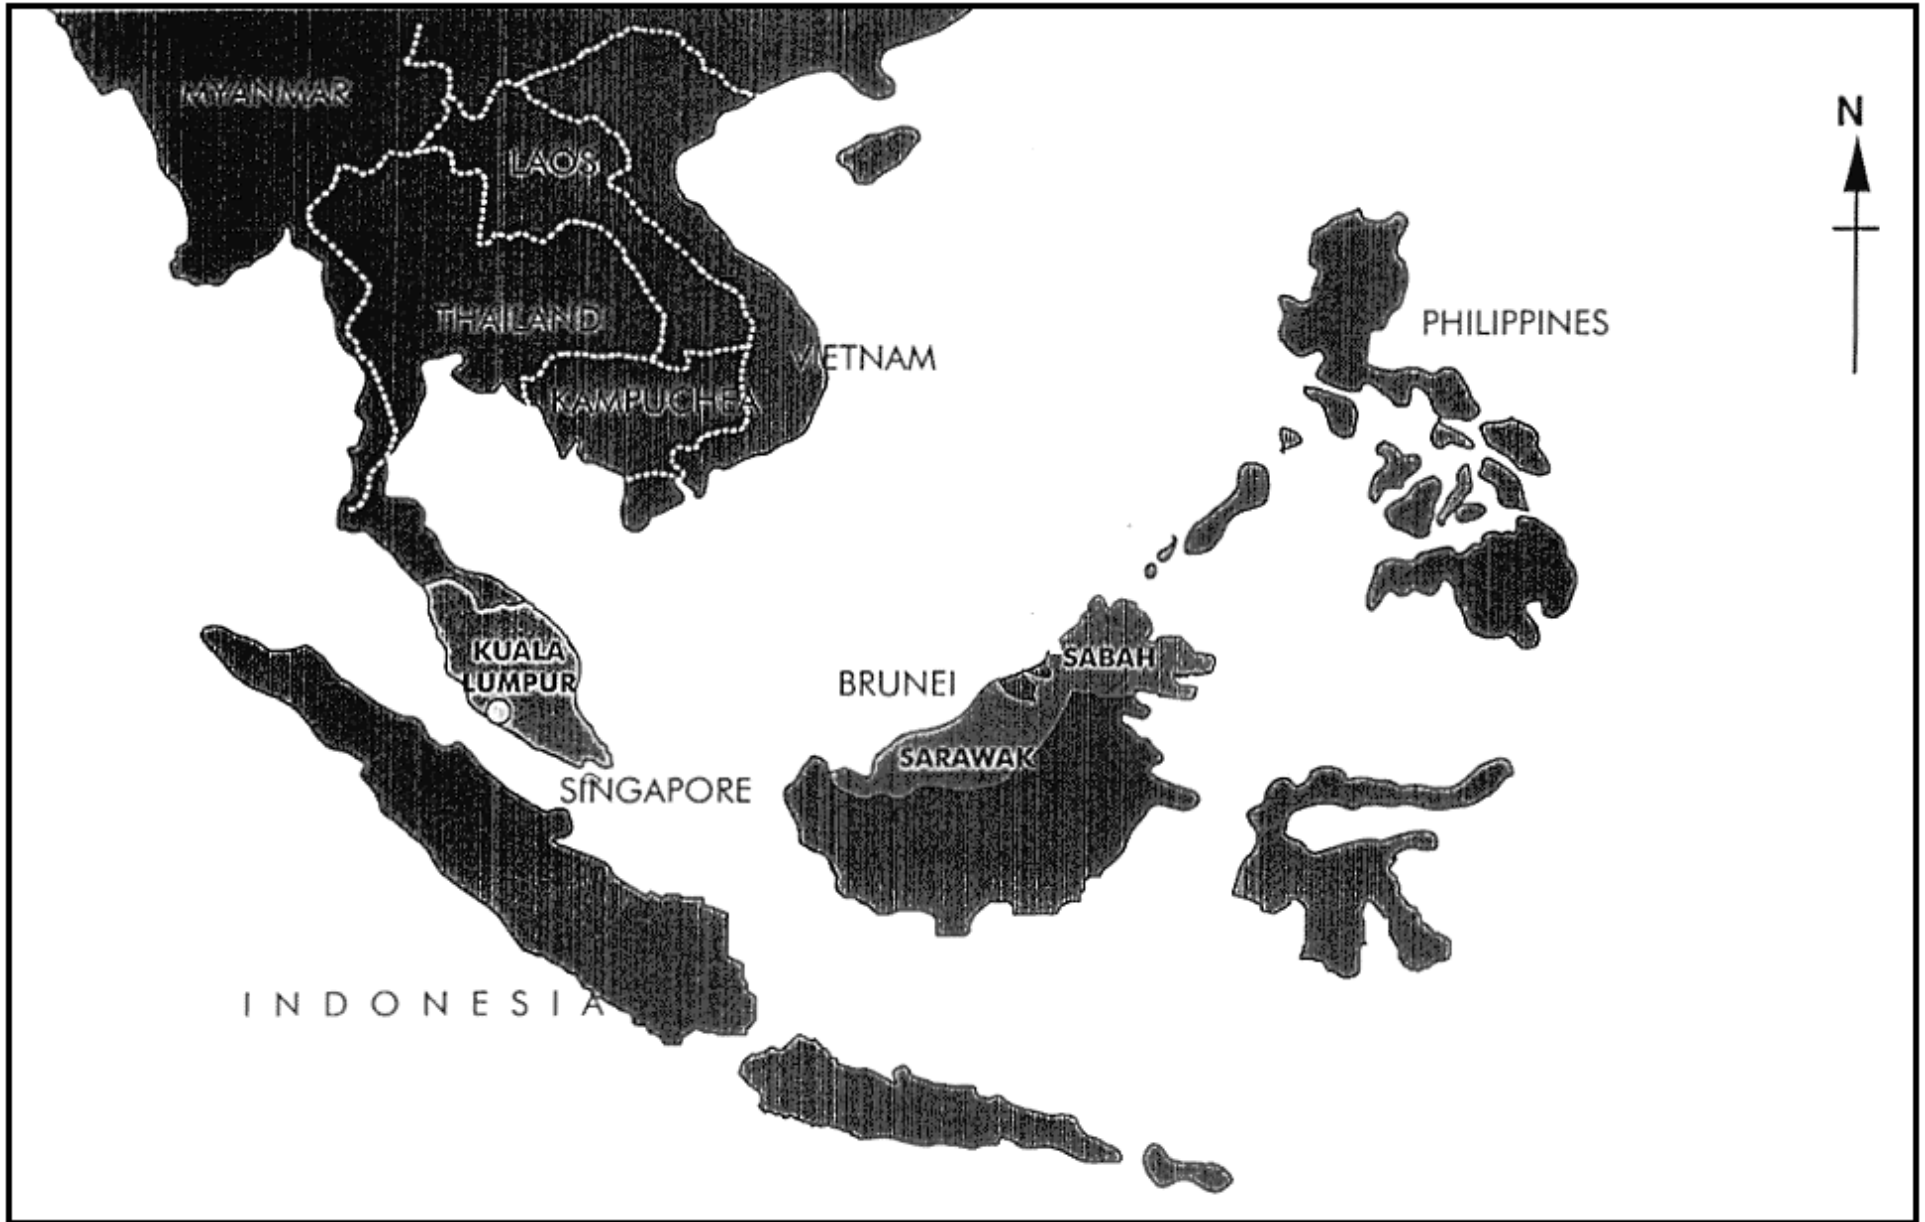 MYANMAR
N
LAOS
THAILAND
PHILIPPINES
VIETNAM
KAMPUCHEA
KUALA
LUMPUR
SABAH
BRUNEI
SARAWAK
SINGAPORE
INDONESIA